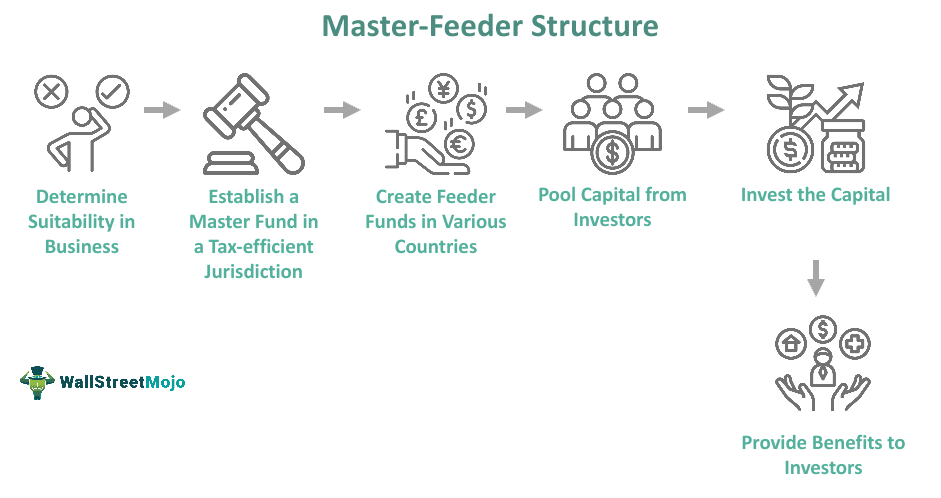 Master-Feeder Structure
Determine
Suitability in
Business
Establish a
Master Fund in
a Tax-efficient
Jurisdiction
¥
£
$
€
Create Feeder
Funds in Various
Countries
$
Pool Capital from
Investors
$
Invest the Capital
$
Provide Benefits to
Investors
WallStreetMojo